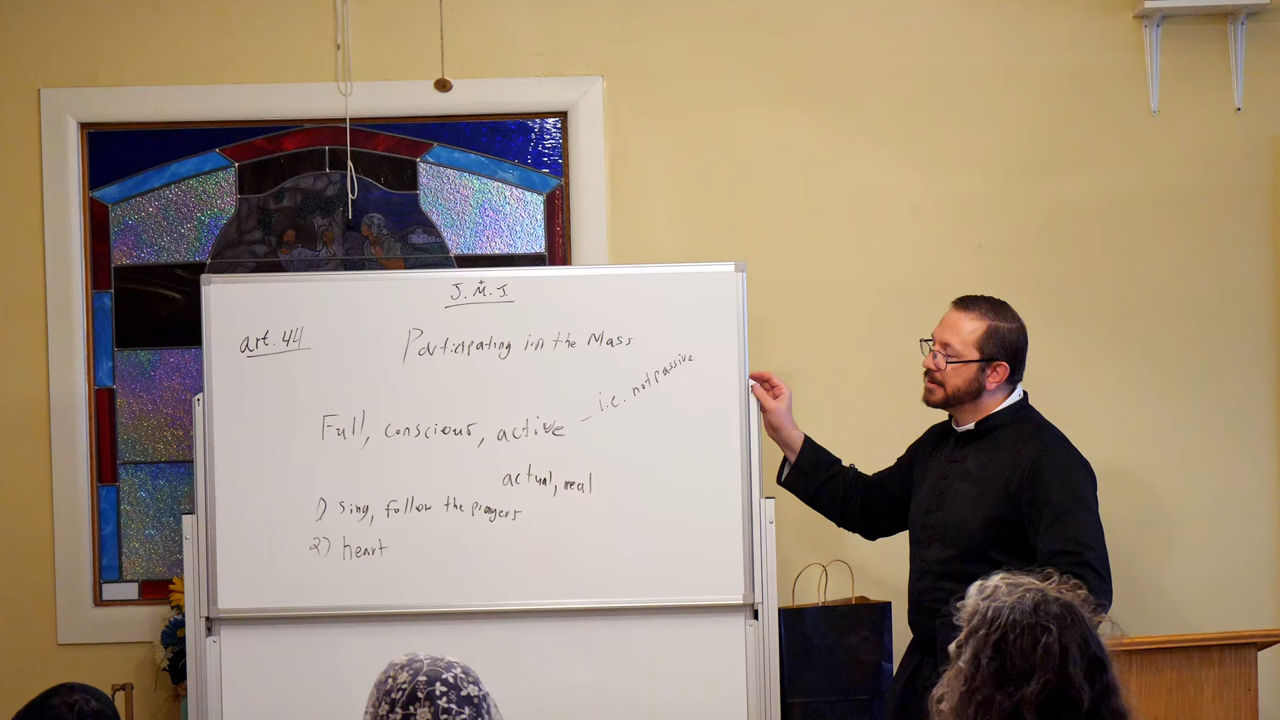 J. M. J.
art. 44
Participating in the Mass
Full, conscious, active – i.e. not passive
actual, real
1) sing, follow the prayers
2) heart